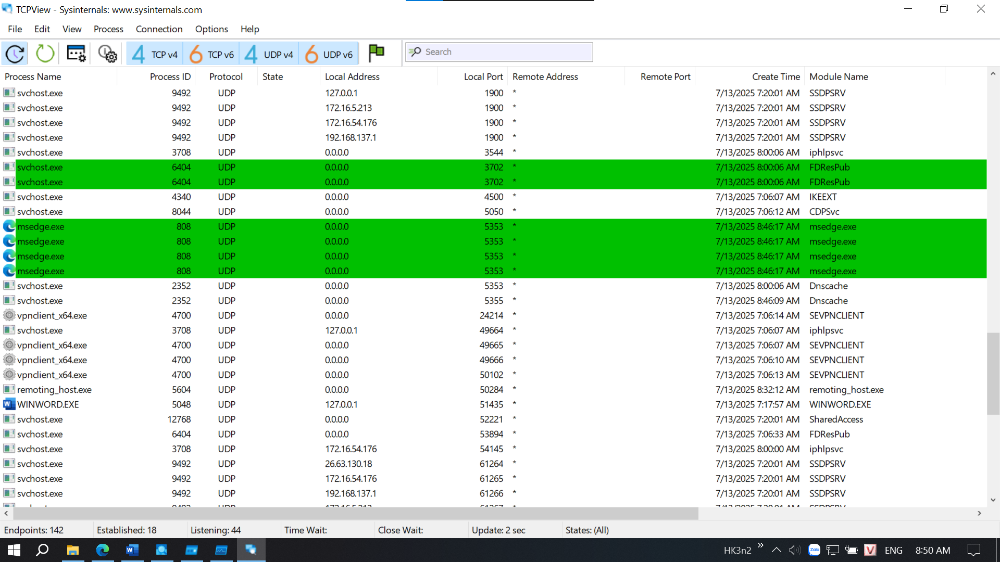 TCPView - Sysinternals: www.sysinternals.com
File Edit View Process Connection Options Help
4 TCP v4 6 TCP v6 4 UDP v4 6 UDP v6 Search
Process Name Process ID Protocol State Local Address Local Port Remote Address Remote Port Create Time Module Name
svchost.exe 9492 UDP 127.0.0.1 1900 * 7/13/2025 7:20:01 AM SSDPSRV
svchost.exe 9492 UDP 172.16.5.213 1900 * 7/13/2025 7:20:01 AM SSDPSRV
svchost.exe 9492 UDP 172.16.54.176 1900 * 7/13/2025 7:20:01 AM SSDPSRV
svchost.exe 9492 UDP 192.168.137.1 1900 * 7/13/2025 7:20:01 AM SSDPSRV
svchost.exe 3708 UDP 0.0.0.0 3544 * 7/13/2025 8:00:06 AM iphlpsvc
svchost.exe 6404 UDP 0.0.0.0 3702 * 7/13/2025 8:00:06 AM FDResPub
svchost.exe 6404 UDP 0.0.0.0 3702 * 7/13/2025 8:00:06 AM FDResPub
svchost.exe 4340 UDP 0.0.0.0 4500 * 7/13/2025 7:06:07 AM IKEEXT
svchost.exe 8044 UDP 0.0.0.0 5050 * 7/13/2025 7:06:12 AM CDPSvc
msedge.exe 808 UDP 0.0.0.0 5353 * 7/13/2025 8:46:17 AM msedge.exe
msedge.exe 808 UDP 0.0.0.0 5353 * 7/13/2025 8:46:17 AM msedge.exe
msedge.exe 808 UDP 0.0.0.0 5353 * 7/13/2025 8:46:17 AM msedge.exe
msedge.exe 808 UDP 0.0.0.0 5353 * 7/13/2025 8:46:17 AM msedge.exe
svchost.exe 2352 UDP 0.0.0.0 5353 * 7/13/2025 8:00:06 AM Dnscache
svchost.exe 2352 UDP 0.0.0.0 5355 * 7/13/2025 8:46:09 AM Dnscache
vpnclient_x64.exe 4700 UDP 0.0.0.0 24214 * 7/13/2025 7:06:14 AM SEVPNCLIENT
svchost.exe 3708 UDP 127.0.0.1 49664 * 7/13/2025 7:06:07 AM iphlpsvc
vpnclient_x64.exe 4700 UDP 0.0.0.0 49665 * 7/13/2025 7:06:07 AM SEVPNCLIENT
vpnclient_x64.exe 4700 UDP 0.0.0.0 49666 * 7/13/2025 7:06:10 AM SEVPNCLIENT
vpnclient_x64.exe 4700 UDP 0.0.0.0 50102 * 7/13/2025 7:06:13 AM SEVPNCLIENT
remoting_host.exe 5604 UDP 0.0.0.0 50284 * 7/13/2025 8:32:12 AM remoting_host.exe
WINWORD.EXE 5048 UDP 127.0.0.1 51435 * 7/13/2025 7:17:57 AM WINWORD.EXE
svchost.exe 12768 UDP 0.0.0.0 52221 * 7/13/2025 7:20:01 AM SharedAccess
svchost.exe 6404 UDP 0.0.0.0 53894 * 7/13/2025 7:06:33 AM FDResPub
svchost.exe 3708 UDP 172.16.54.176 54145 * 7/13/2025 8:00:00 AM iphlpsvc
svchost.exe 9492 UDP 26.63.130.18 61264 * 7/13/2025 7:20:01 AM SSDPSRV
svchost.exe 9492 UDP 172.16.54.176 61265 * 7/13/2025 7:20:01 AM SSDPSRV
svchost.exe 9492 UDP 192.168.137.1 61266 * 7/13/2025 7:20:01 AM SSDPSRV
Endpoints: 142 Established: 18 Listening: 44 Time Wait: Close Wait: Update: 2 sec States: (All)
HK3n2 Zalo V ENG 8:50 AM